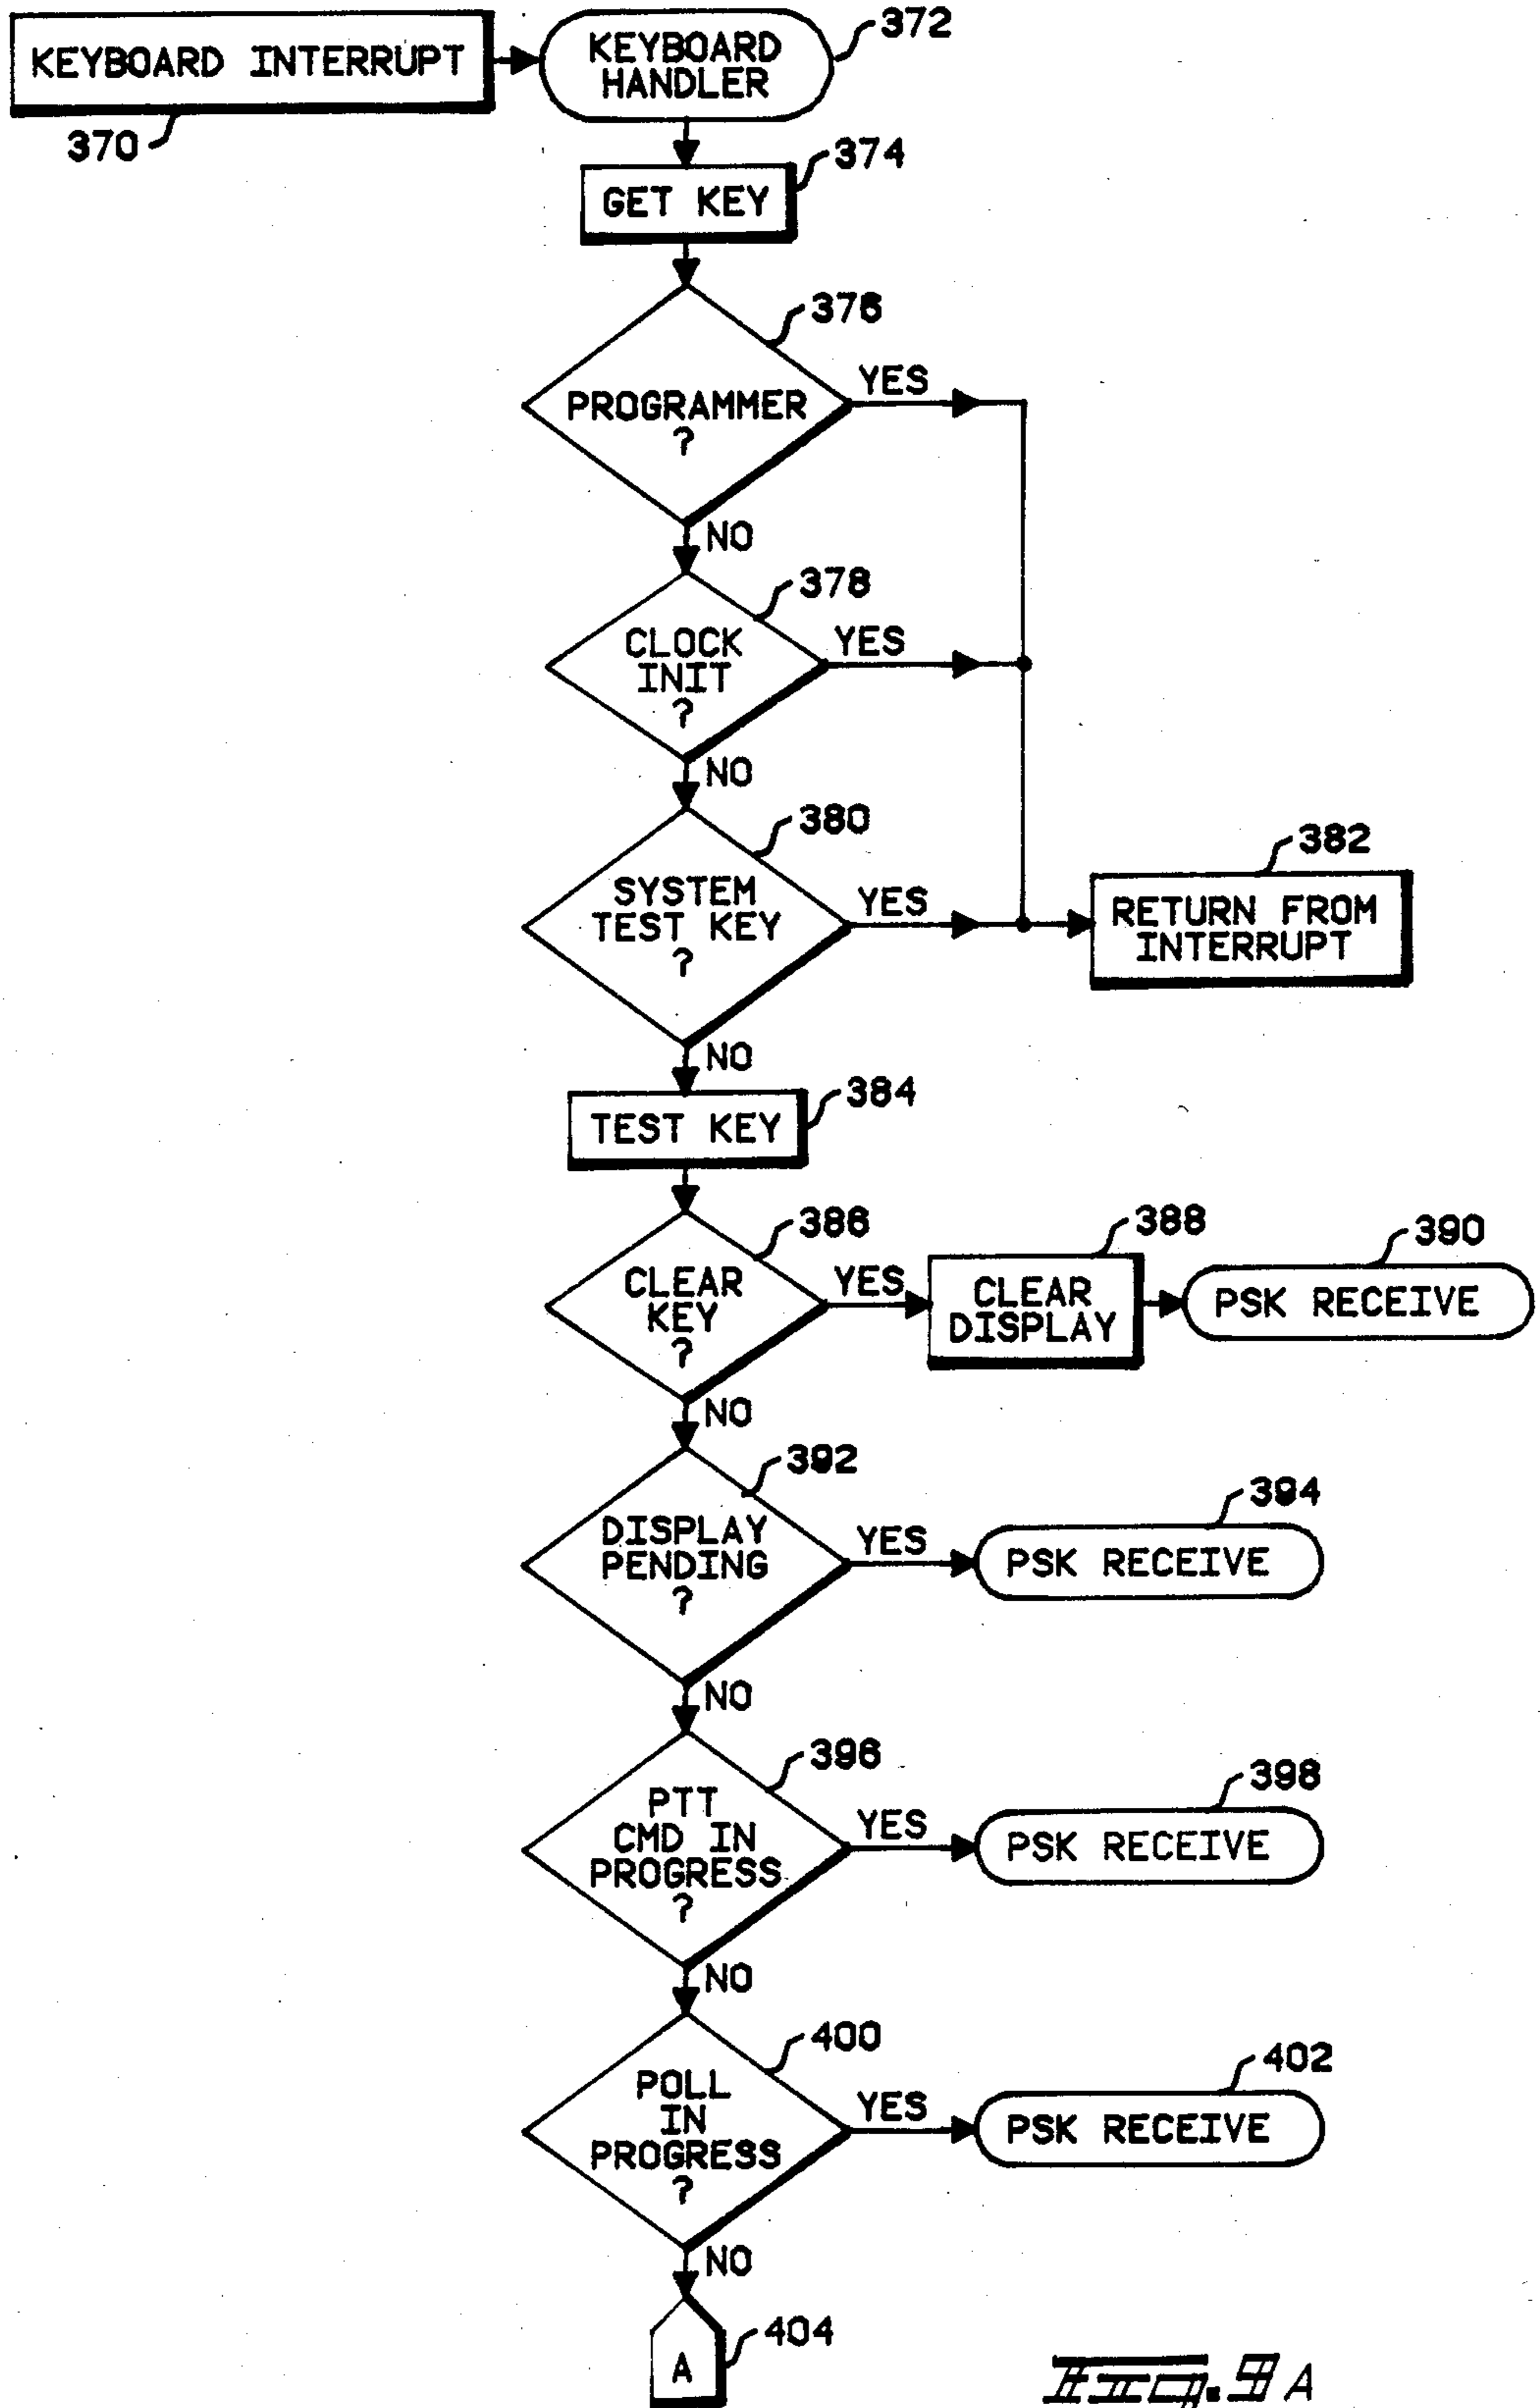 KEYBOARD INTERRUPT
370
KEYBOARD
HANDLER
372
GET KEY
374
PROGRAMMER
?
376
YES
NO
CLOCK
INIT
?
378
YES
NO
SYSTEM
TEST KEY
?
380
YES
RETURN FROM
INTERRUPT
382
NO
TEST KEY
384
CLEAR
KEY
?
386
YES
CLEAR
DISPLAY
388
PSK RECEIVE
390
NO
DISPLAY
PENDING
?
392
YES
PSK RECEIVE
394
NO
PTT
CMD IN
PROGRESS
?
396
YES
PSK RECEIVE
398
NO
POLL
IN
PROGRESS
?
400
YES
PSK RECEIVE
402
NO
A
404
Fig. 9A